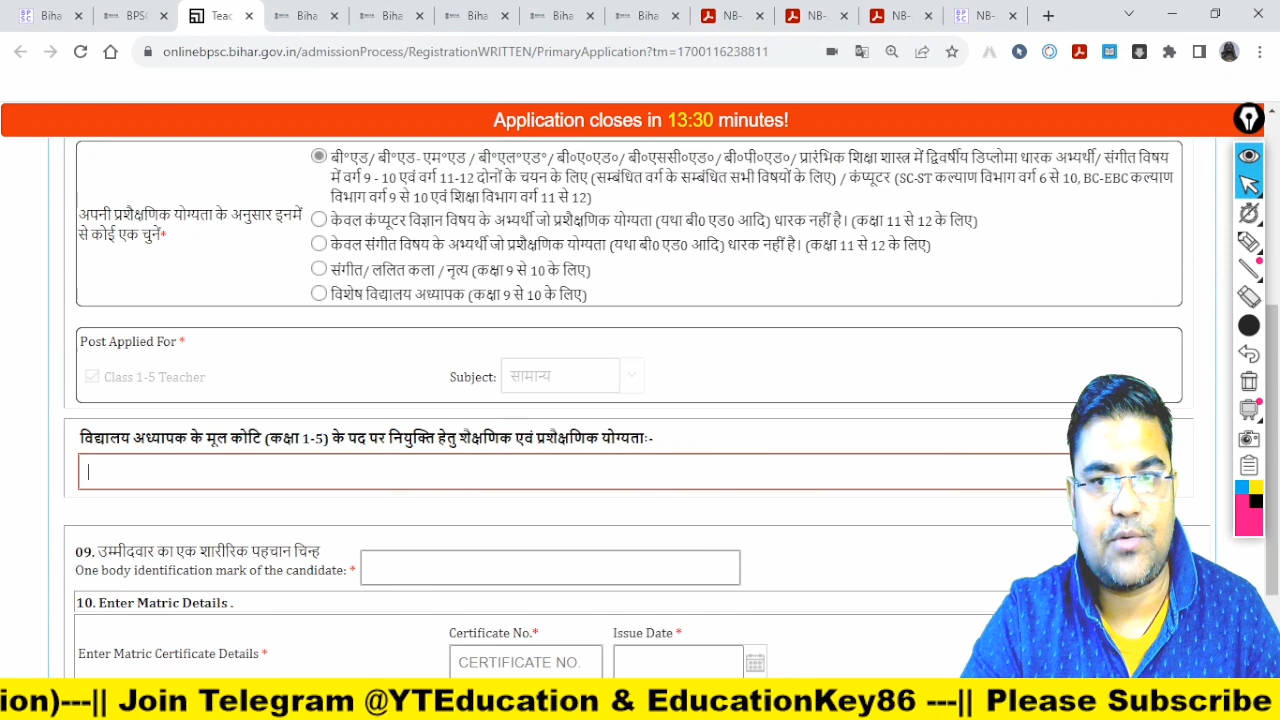 Biha
BPSC
Teac
Biha
Biha
Biha
Biha
Biha
NB-
NB-
NB-
NB-
onlinebpsc.bihar.gov.in/admissionProcess/RegistrationWRITTEN/PrimaryApplication?tm=1700116238811
Application closes in 13:30 minutes!
अपनी प्रशैक्षणिक योग्यता के अनुसार इनमें
से कोई एक चुनें*
बी०एड/ बी०एड- एम०एड / बी०एल०एड०/ बी०ए०एड०/ बी०एससी०एड०/ बी०पी०एड०/ प्रारंभिक शिक्षा शास्त्र में द्विवर्षीय डिप्लोमा धारक अभ्यर्थी/ संगीत विषय
में वर्ग 9 - 10 एवं वर्ग 11-12 दोनों के चयन के लिए (सम्बंधित वर्ग के सम्बंधित सभी विषयों के लिए) / कंप्यूटर (SC-ST कल्याण विभाग वर्ग 6 से 10, BC-EBC कल्याण
विभाग वर्ग 9 से 10 एवं शिक्षा विभाग वर्ग 11 से 12)
केवल कंप्यूटर विज्ञान विषय के अभ्यर्थी जो प्रशैक्षणिक योग्यता (यथा बी0 एड0 आदि) धारक नहीं है। (कक्षा 11 से 12 के लिए)
केवल संगीत विषय के अभ्यर्थी जो प्रशैक्षणिक योग्यता (यथा बी0 एड0 आदि) धारक नहीं है। (कक्षा 11 से 12 के लिए)
संगीत/ ललित कला / नृत्य (कक्षा 9 से 10 के लिए)
विशेष विद्यालय अध्यापक (कक्षा 9 से 10 के लिए)
Post Applied For *
Class 1-5 Teacher Subject: सामान्य
विद्यालय अध्यापक के मूल कोटि (कक्षा 1-5) के पद पर नियुक्ति हेतु शैक्षणिक एवं प्रशैक्षणिक योग्यताः-
09. उम्मीदवार का एक शारीरिक पहचान चिन्ह
One body identification mark of the candidate: *
10. Enter Matric Details .
Certificate No.* Issue Date *
Enter Matric Certificate Details * CERTIFICATE NO.
ion)---|| Join Telegram @YTEducation & EducationKey86 ---|| Please Subscribe